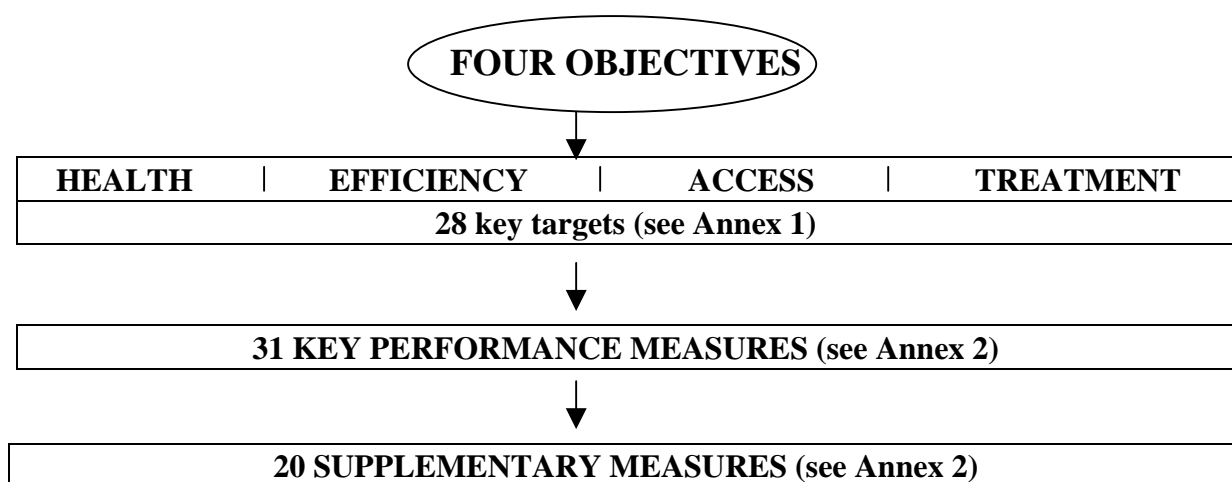 FOUR OBJECTIVES
HEALTH | EFFICIENCY | ACCESS | TREATMENT
28 key targets (see Annex 1)
31 KEY PERFORMANCE MEASURES (see Annex 2)
20 SUPPLEMENTARY MEASURES (see Annex 2)